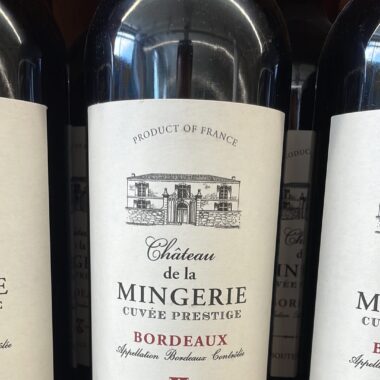 PRODUCT OF FRANCE
Château
de la
MINGERIE
CUVÉE PRESTIGE
BORDEAUX
Appellation Bordeaux Contrôlée